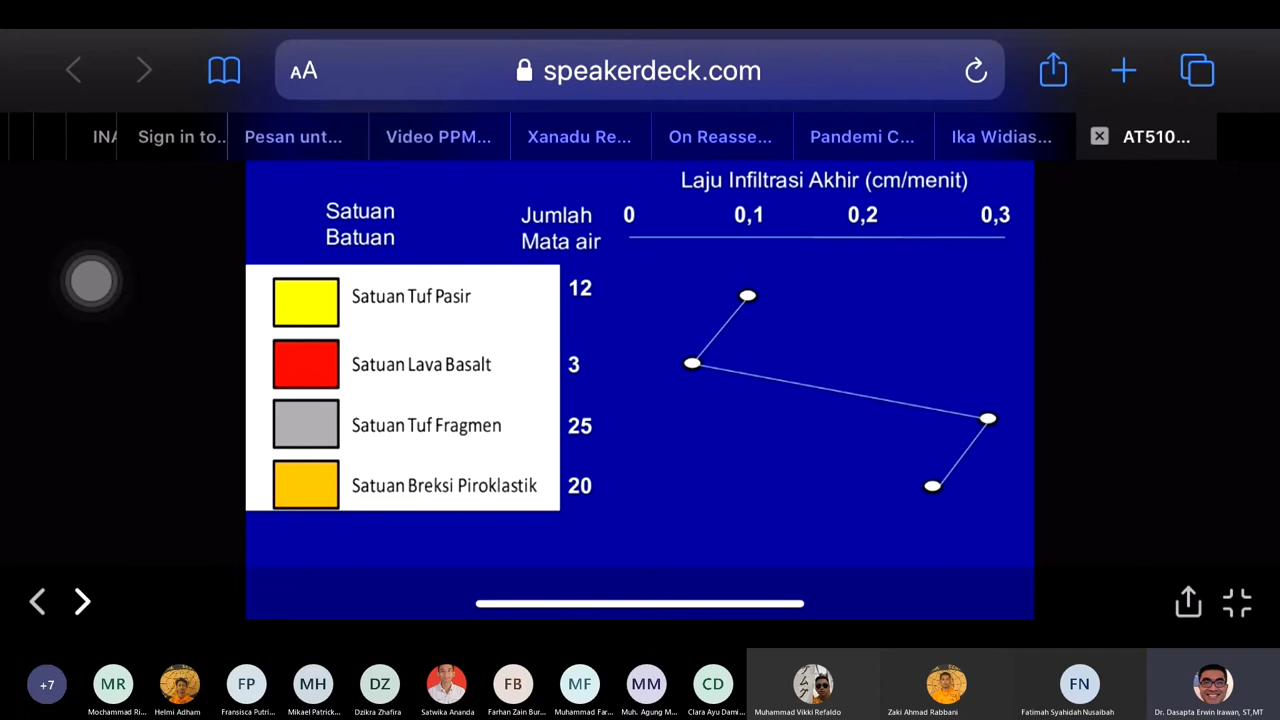 AA speakerdeck.com
INA
Sign in to..
Pesan unt...
Video PPM...
Xanadu Re...
On Reasse...
Pandemi C...
Ika Widias...
AT510...
Laju Infiltrasi Akhir (cm/menit)
Satuan
Batuan
Jumlah
Mata air
0 0,1 0,2 0,3
Satuan Tuf Pasir 12
Satuan Lava Basalt 3
Satuan Tuf Fragmen 25
Satuan Breksi Piroklastik 20
+7
MR
Mochammad Ri...
Helmi Adham
FP
Fransisca Putri...
MH
Mikael Patrick...
DZ
Dzikra Zhafira
Satwika Ananda
FB
Farhan Zain Bur...
MF
Muhammad Far...
MM
Muh. Agung M...
CD
Clara Ayu Dami...
Muhammad Vikki Refaldo
Zaki Ahmad Rabbani
FN
Fatimah Syahidah Nusaibah
Dr. Dasapta Erwin Irawan, ST,MT